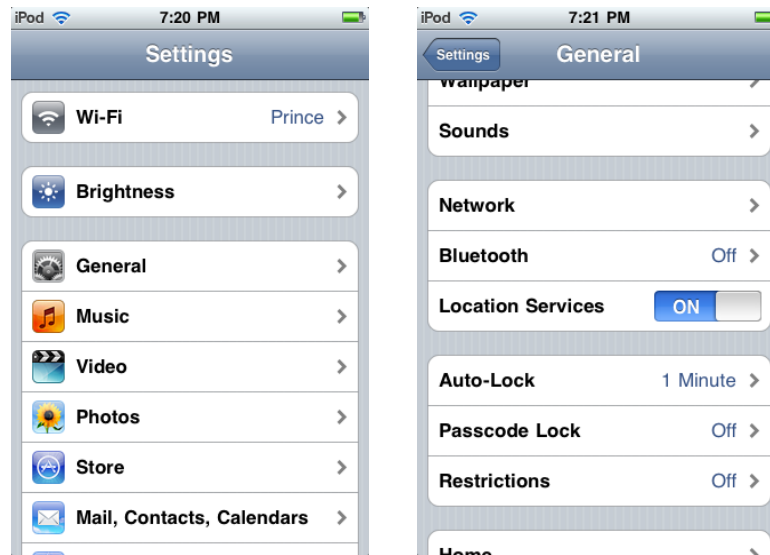 iPod 7:20 PM
Settings
Wi-Fi Prince
Brightness
General
Music
Video
Photos
Store
Mail, Contacts, Calendars
iPod 7:21 PM
Settings General
Wallpaper
Sounds
Network
Bluetooth Off
Location Services ON
Auto-Lock 1 Minute
Passcode Lock Off
Restrictions Off
Home